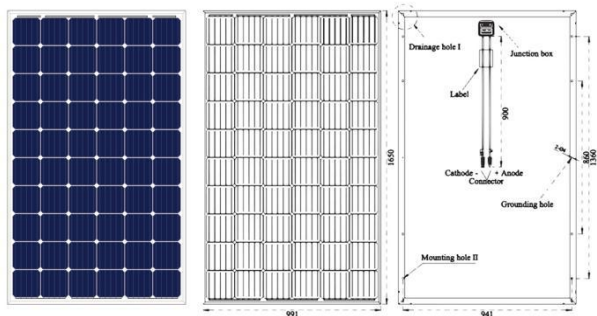 Drainage hole I
Junction box
Label
900
Cathode - + Anode
Connector
Grounding hole
Mounting hole II
1650
860
1360
991
941